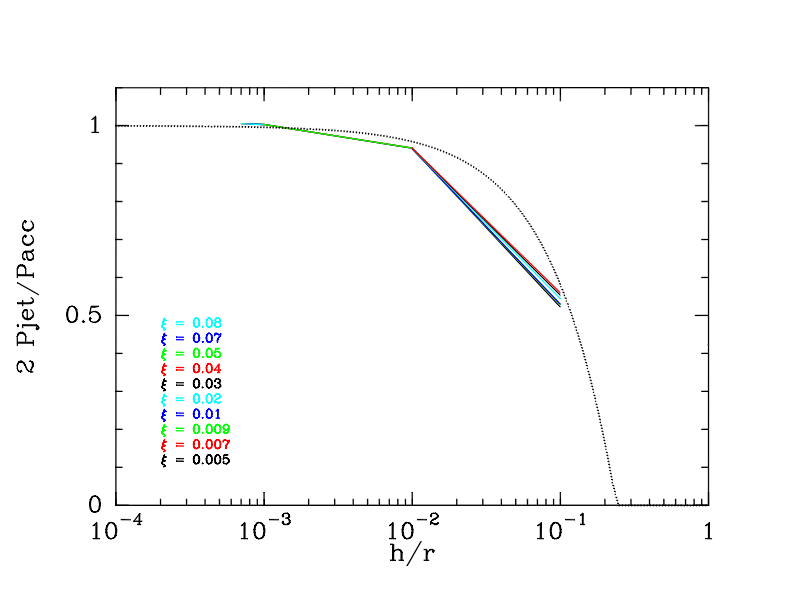 1
0.5
0
2 Pjet/Pacc
ξ = 0.08
ξ = 0.07
ξ = 0.05
ξ = 0.04
ξ = 0.03
ξ = 0.02
ξ = 0.01
ξ = 0.009
ξ = 0.007
ξ = 0.005
10⁻⁴ 10⁻³ 10⁻² 10⁻¹ 1
h/r